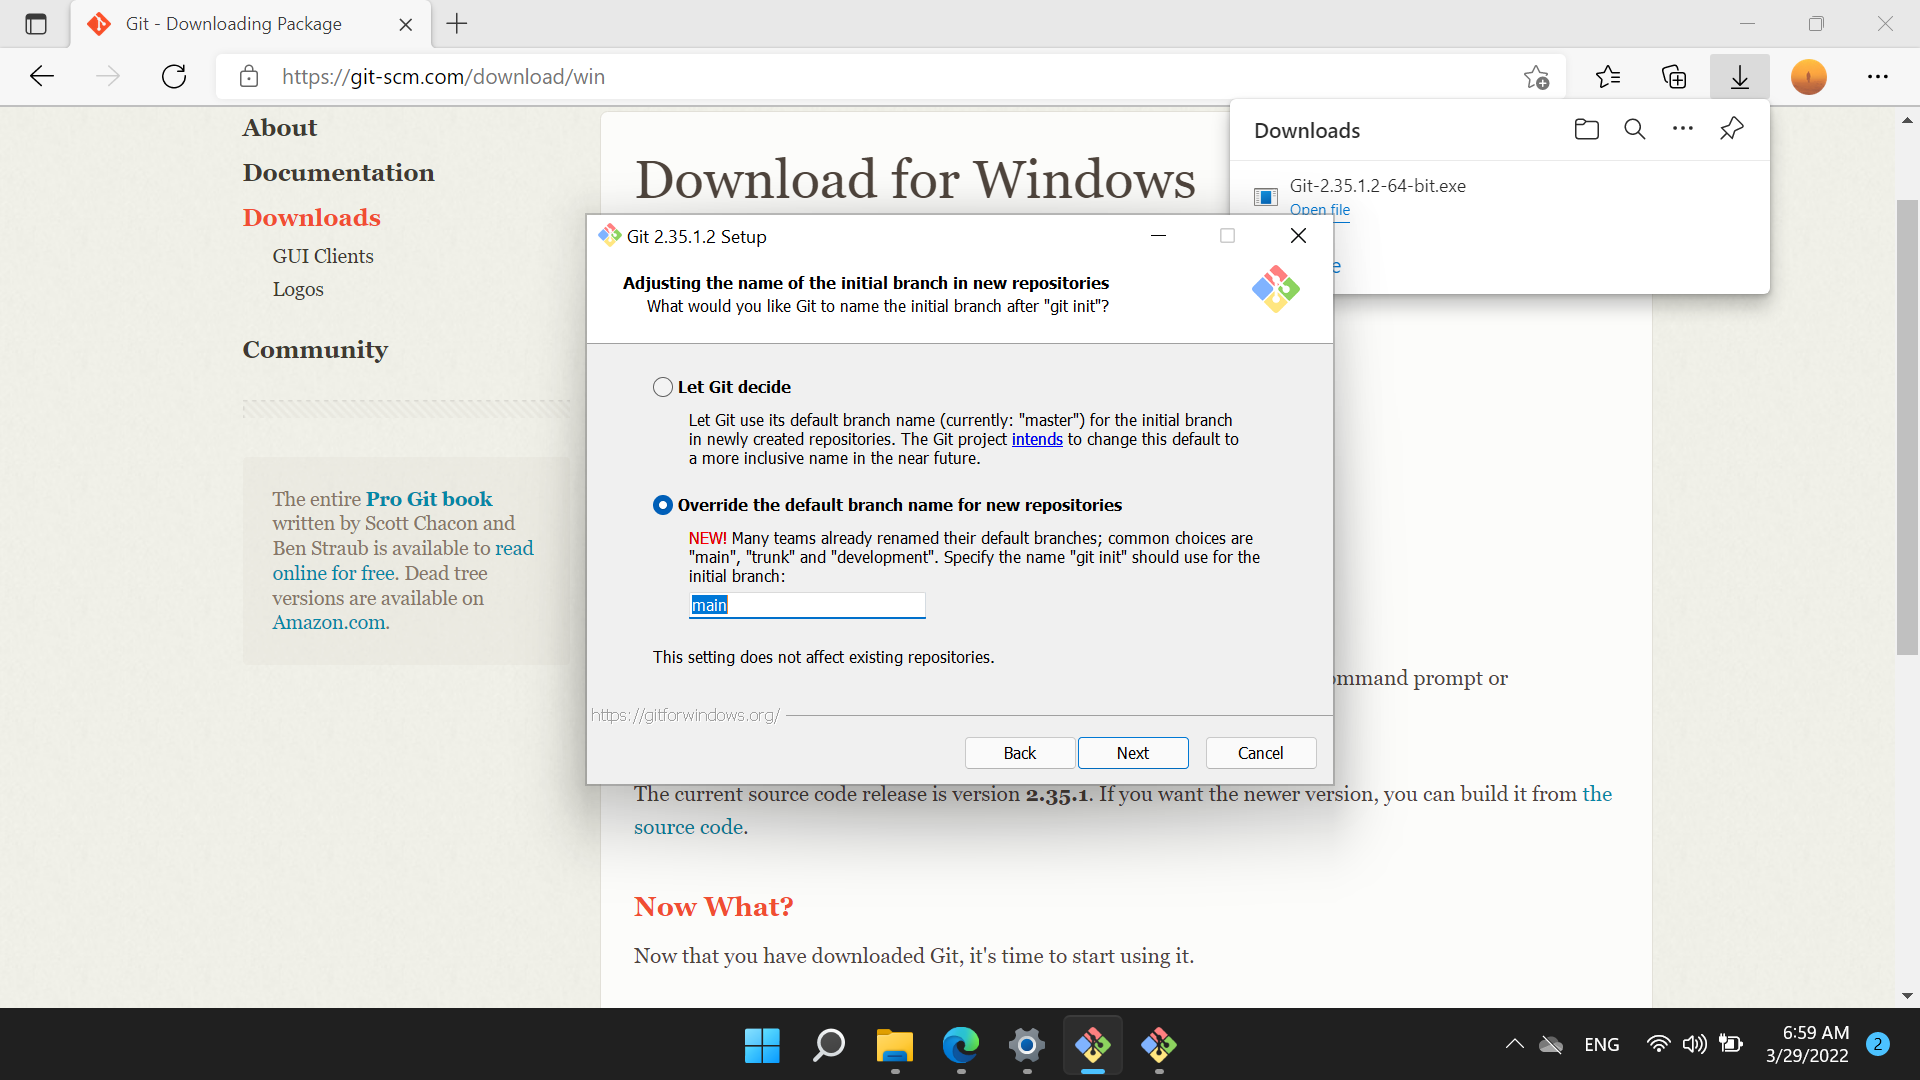 Git - Downloading Package
https://git-scm.com/download/win
About
Documentation
Downloads
GUI Clients
Logos
Community
The entire Pro Git book
written by Scott Chacon and
Ben Straub is available to read
online for free. Dead tree
versions are available on
Amazon.com.
Download for Windows
Downloads
Git-2.35.1.2-64-bit.exe
Open file
Git 2.35.1.2 Setup
Adjusting the name of the initial branch in new repositories
What would you like Git to name the initial branch after "git init"?
Let Git decide
Let Git use its default branch name (currently: "master") for the initial branch
in newly created repositories. The Git project intends to change this default to
a more inclusive name in the near future.
Override the default branch name for new repositories
NEW! Many teams already renamed their default branches; common choices are
"main", "trunk" and "development". Specify the name "git init" should use for the
initial branch:
main
This setting does not affect existing repositories.
https://gitforwindows.org/
Back
Next
Cancel
prompt or
The current source code release is version 2.35.1. If you want the newer version, you can build it from the
source code.
Now What?
Now that you have downloaded Git, it's time to start using it.
ENG
6:59 AM
3/29/2022
2